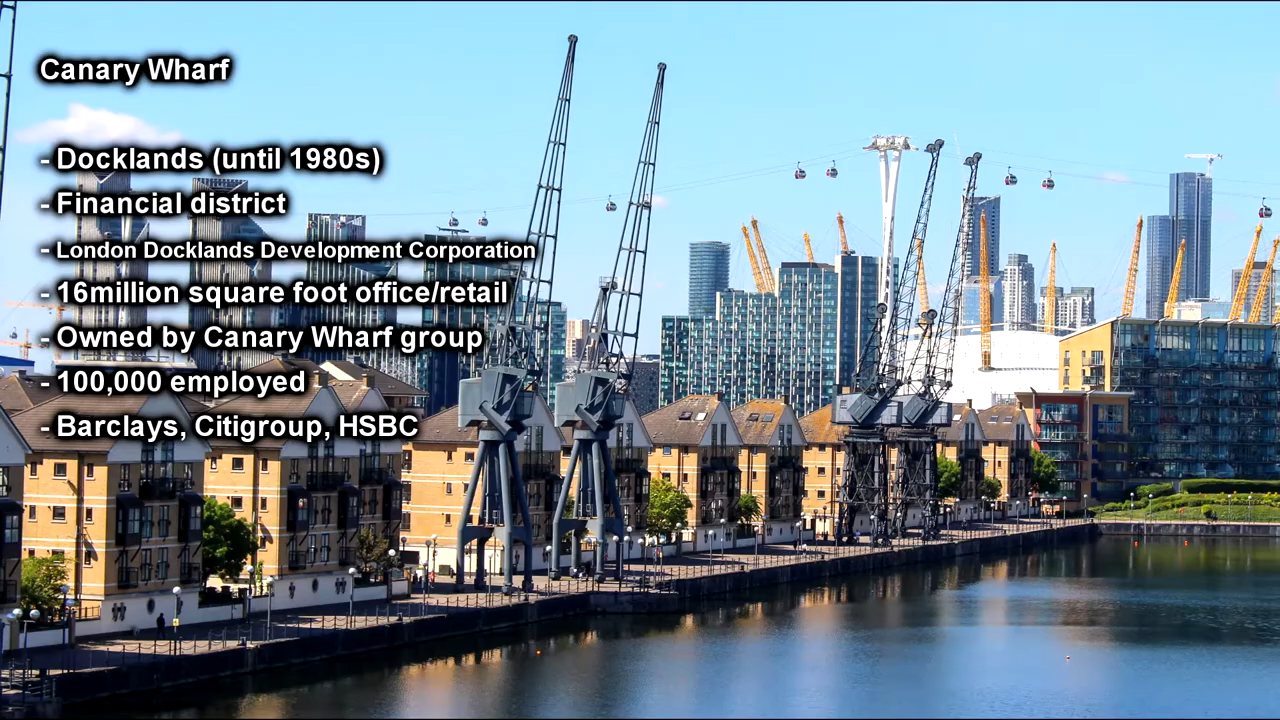 Canary Wharf
- Docklands (until 1980s)
- Financial district
- London Docklands Development Corporation
- 16million square foot office/retail
- Owned by Canary Wharf group
- 100,000 employed
- Barclays, Citigroup, HSBC